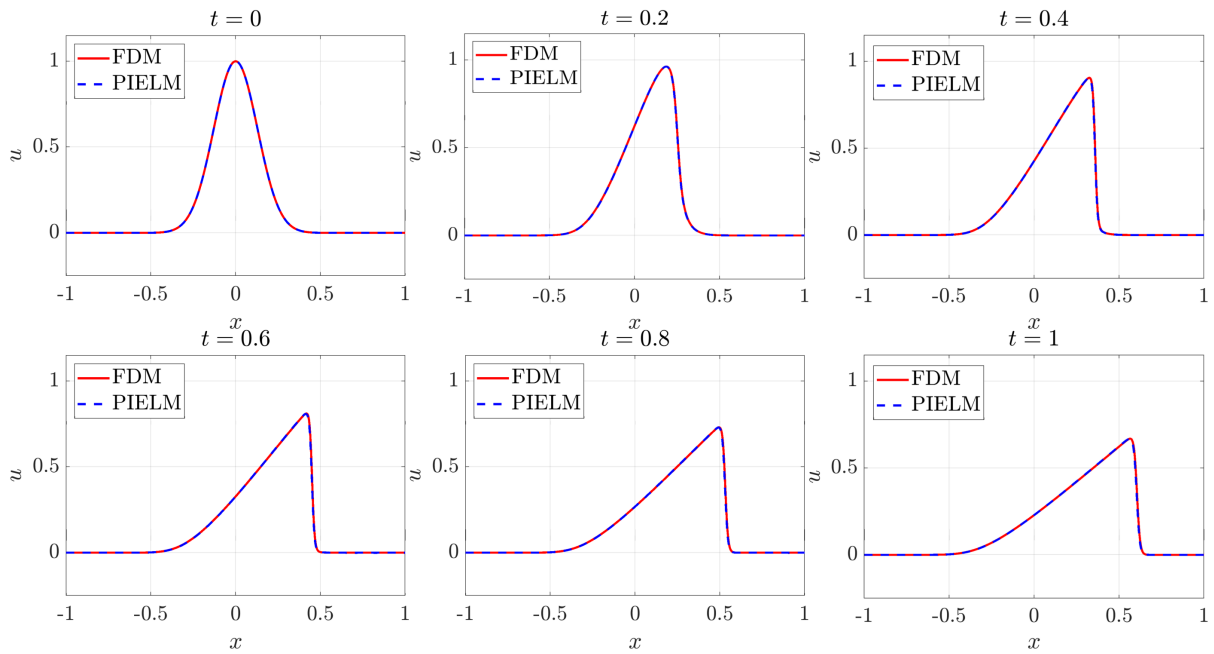 t = 0
FDM
PIELM
1
0.5
0
u
-1 -0.5 0 0.5 1
x
t = 0.2
FDM
PIELM
1
0.5
0
u
-1 -0.5 0 0.5 1
x
t = 0.4
FDM
PIELM
1
0.5
0
u
-1 -0.5 0 0.5 1
x
t = 0.6
FDM
PIELM
1
0.5
0
u
-1 -0.5 0 0.5 1
x
t = 0.8
FDM
PIELM
1
0.5
0
u
-1 -0.5 0 0.5 1
x
t = 1
FDM
PIELM
1
0.5
0
u
-1 -0.5 0 0.5 1
x